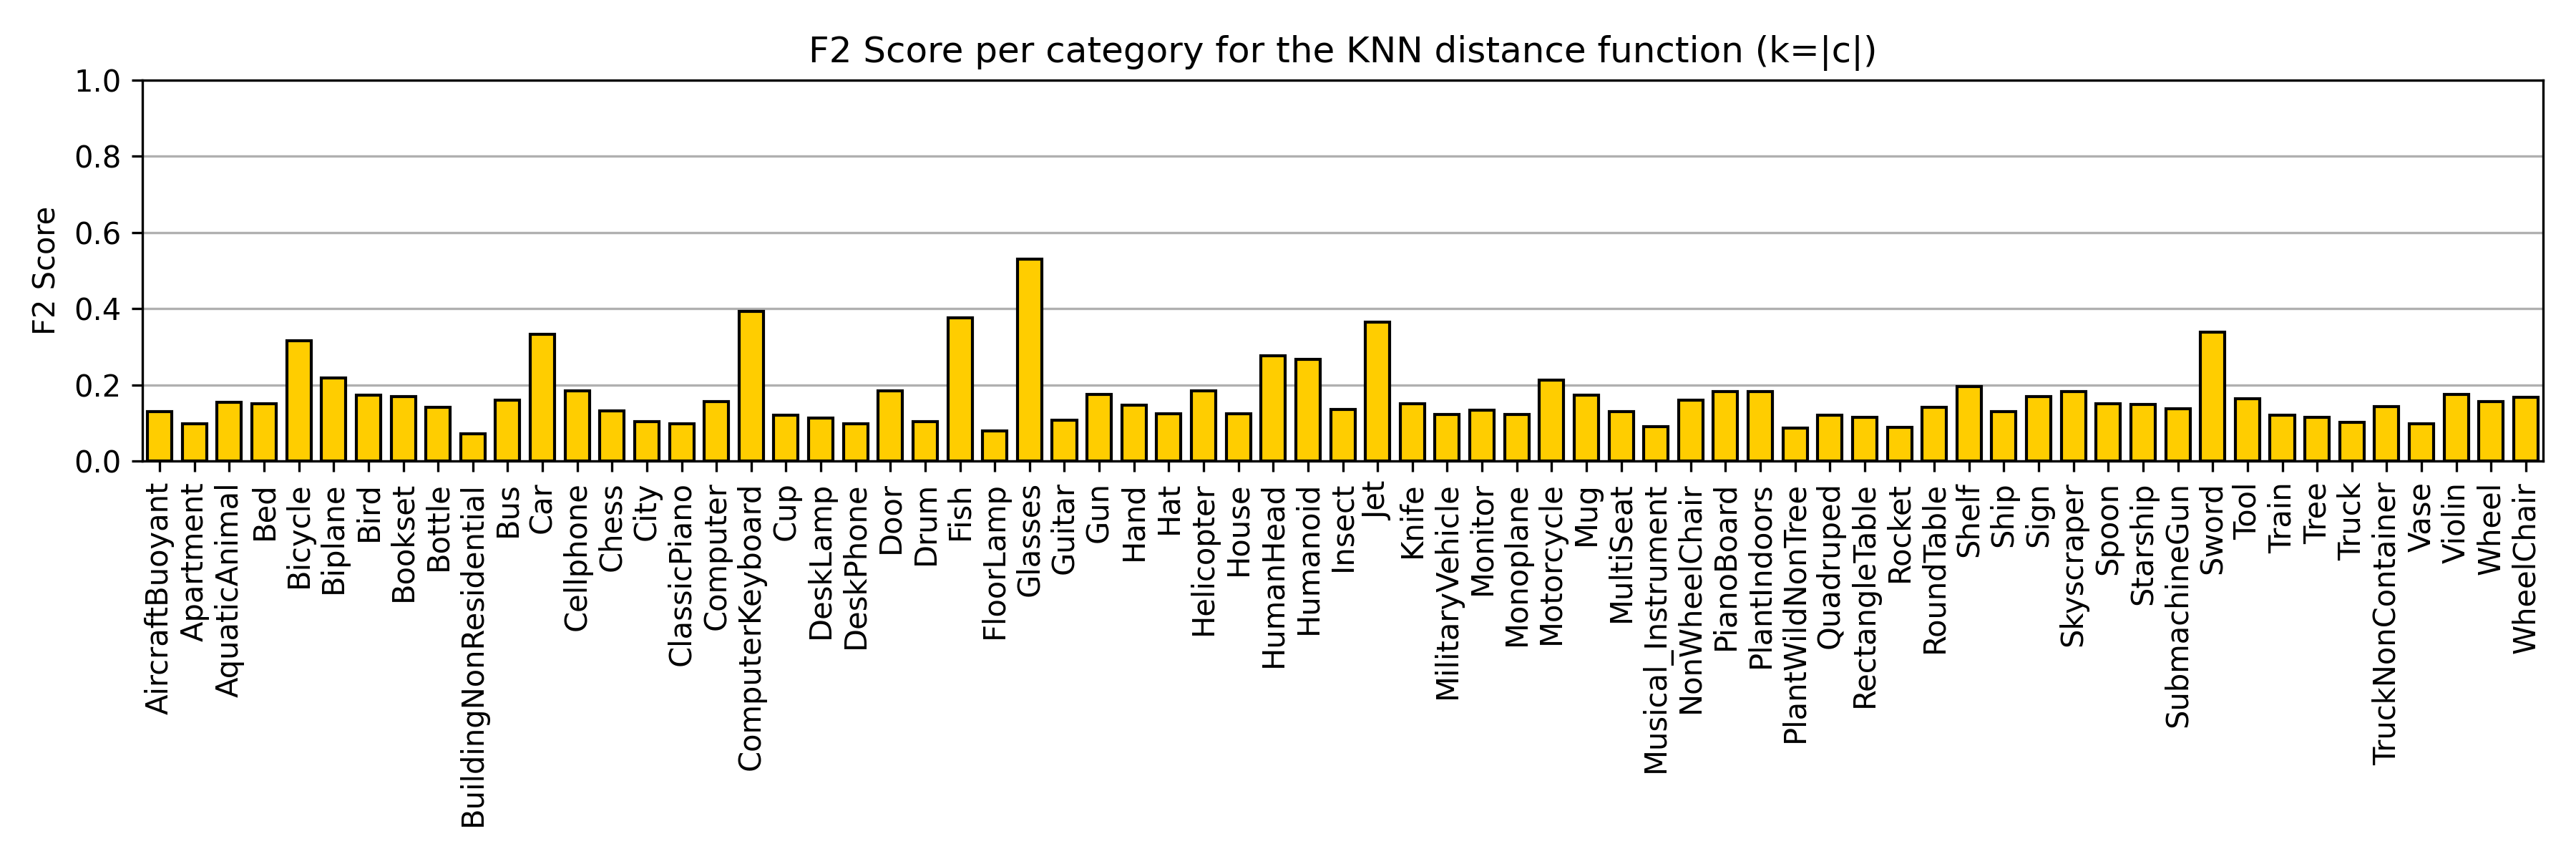 F2 Score per category for the KNN distance function (k=|c|)
F2 Score
1.0
0.8
0.6
0.4
0.2
0.0
AircraftBuoyant
Apartment
AquaticAnimal
Bed
Bicycle
Biplane
Bird
Bookset
Bottle
BuildingNonResidential
Bus
Car
Cellphone
Chess
City
ClassicPiano
Computer
ComputerKeyboard
Cup
DeskLamp
DeskPhone
Door
Drum
Fish
FloorLamp
Glasses
Guitar
Gun
Hand
Hat
Helicopter
House
HumanHead
Humanoid
Insect
Jet
Knife
MilitaryVehicle
Monitor
Monoplane
Motorcycle
Mug
MultiSeat
Musical_Instrument
NonWheelChair
PianoBoard
PlantIndoors
PlantWildNonTree
Quadruped
RectangleTable
Rocket
RoundTable
Shelf
Ship
Sign
Skyscraper
Spoon
Starship
SubmachineGun
Sword
Tool
Train
Tree
Truck
TruckNonContainer
Vase
Violin
Wheel
WheelChair